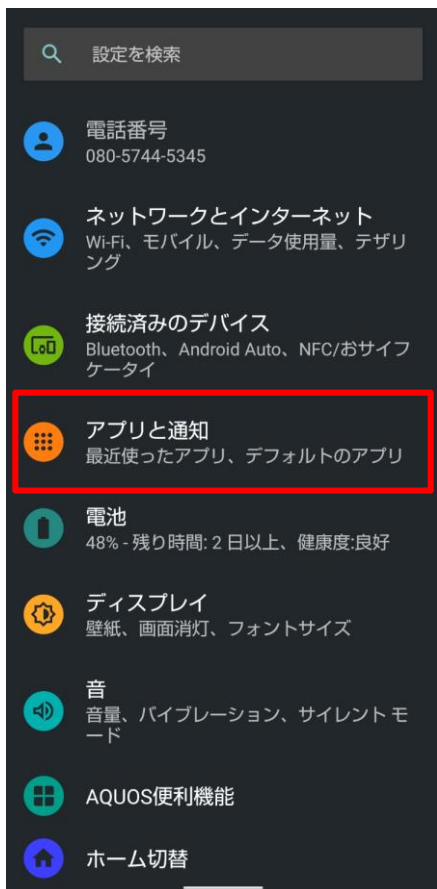 設定を検索
電話番号
080-5744-5345
ネットワークとインターネット
Wi-Fi、モバイル、データ使用量、テザリ
ング
接続済みのデバイス
Bluetooth、Android Auto、NFC/おサイフ
ケータイ
アプリと通知
最近使ったアプリ、デフォルトのアプリ
電池
48% - 残り時間: 2 日以上、健康度:良好
ディスプレイ
壁紙、画面消灯、フォントサイズ
音
音量、バイブレーション、サイレント モ
ード
AQUOS便利機能
ホーム切替